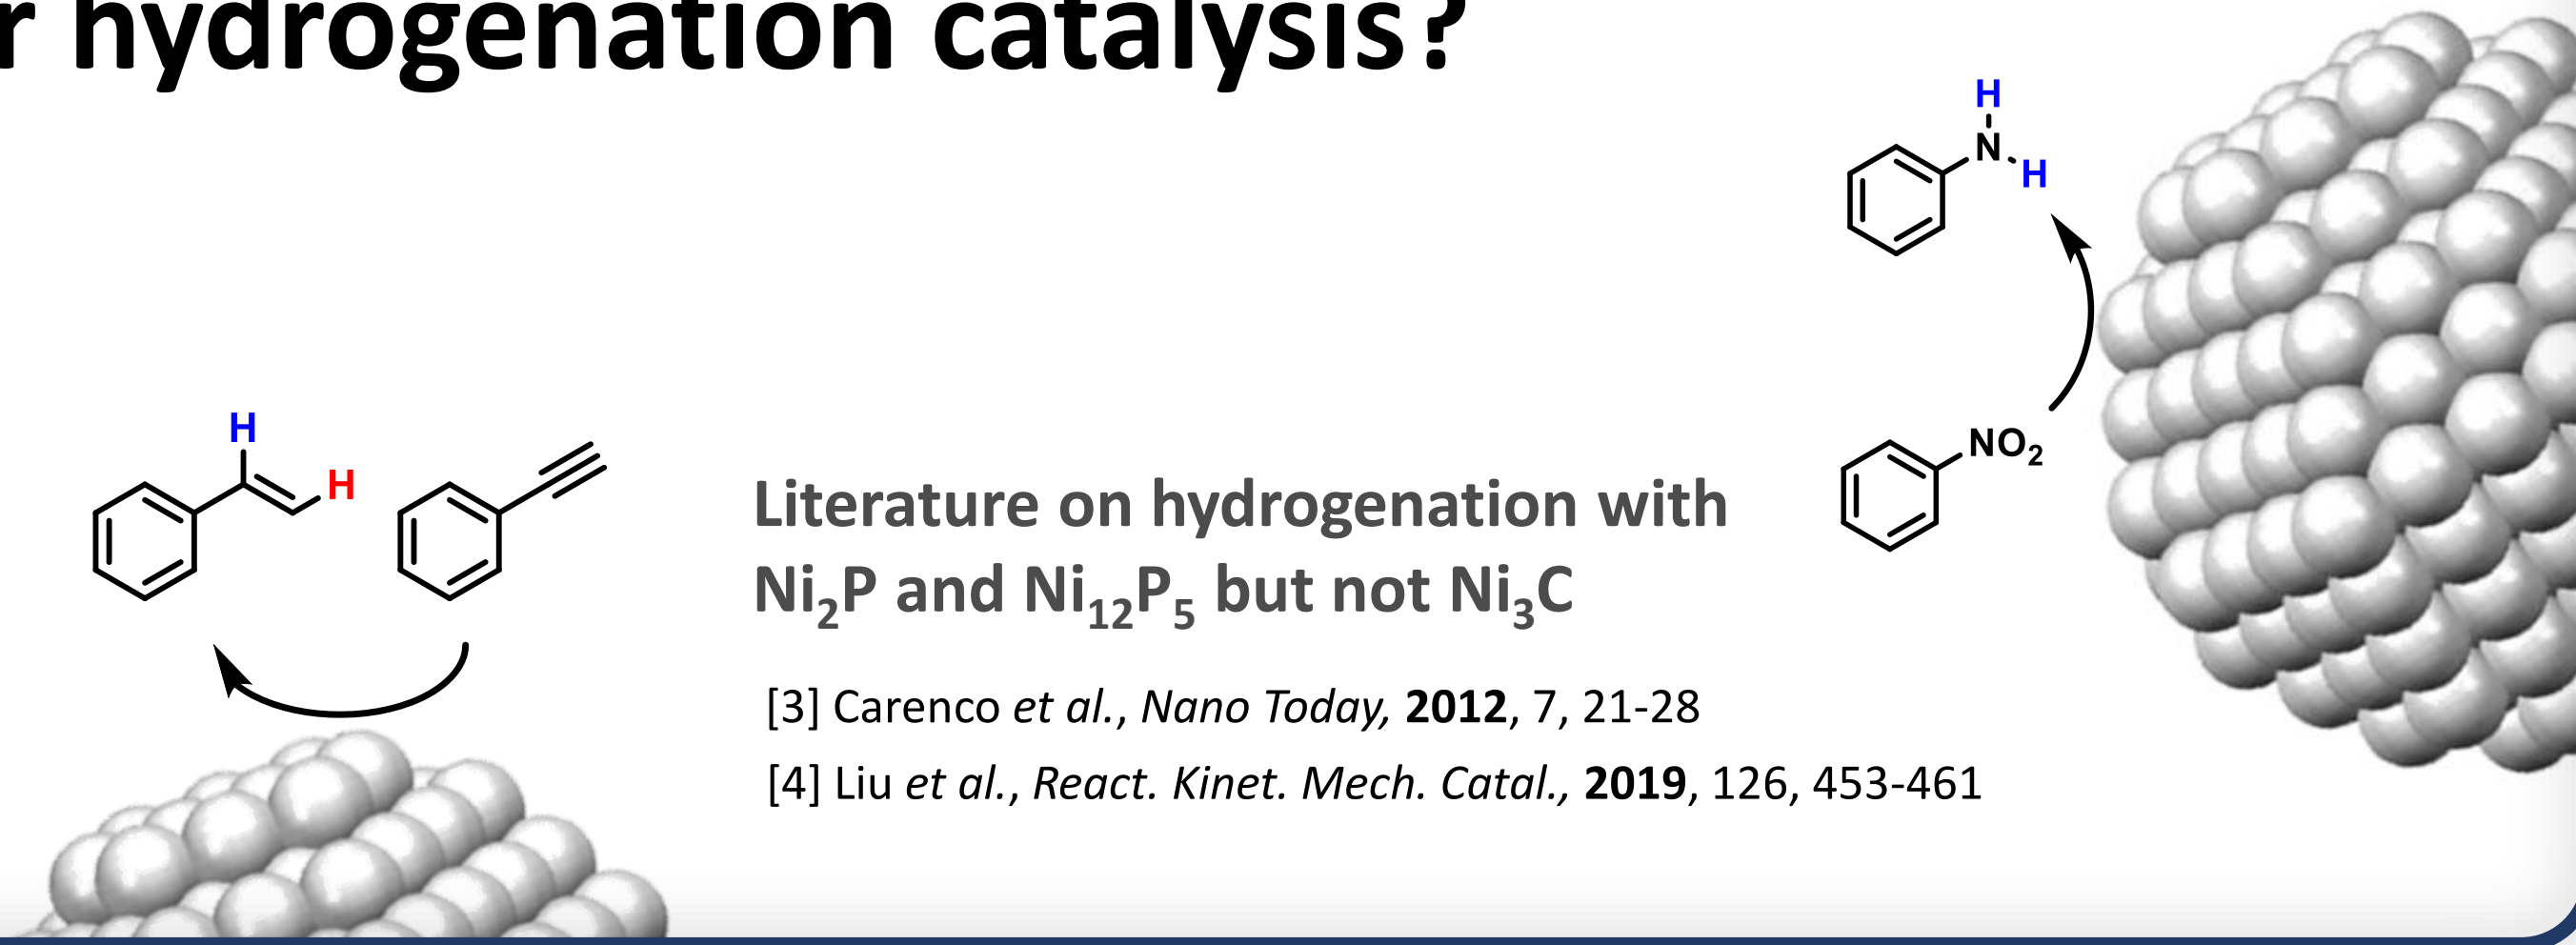 r hydrogenation catalysis?
H
N
H
H
H
NO₂
Literature on hydrogenation with
Ni₂P and Ni₁₂P₅ but not Ni₃C
[3] Carenco et al., Nano Today, 2012, 7, 21-28
[4] Liu et al., React. Kinet. Mech. Catal., 2019, 126, 453-461